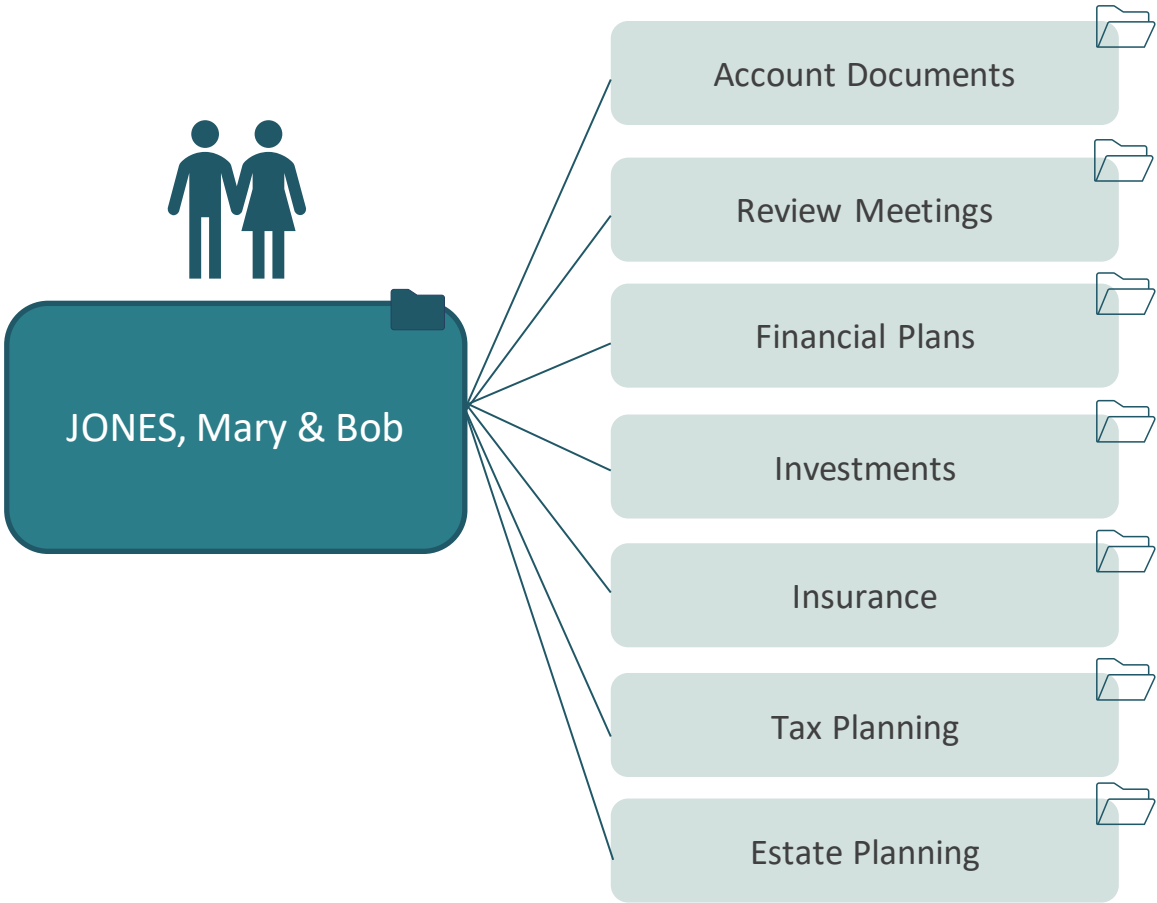 Account Documents
Review Meetings
Financial Plans
JONES, Mary & Bob
Investments
Insurance
Tax Planning
Estate Planning